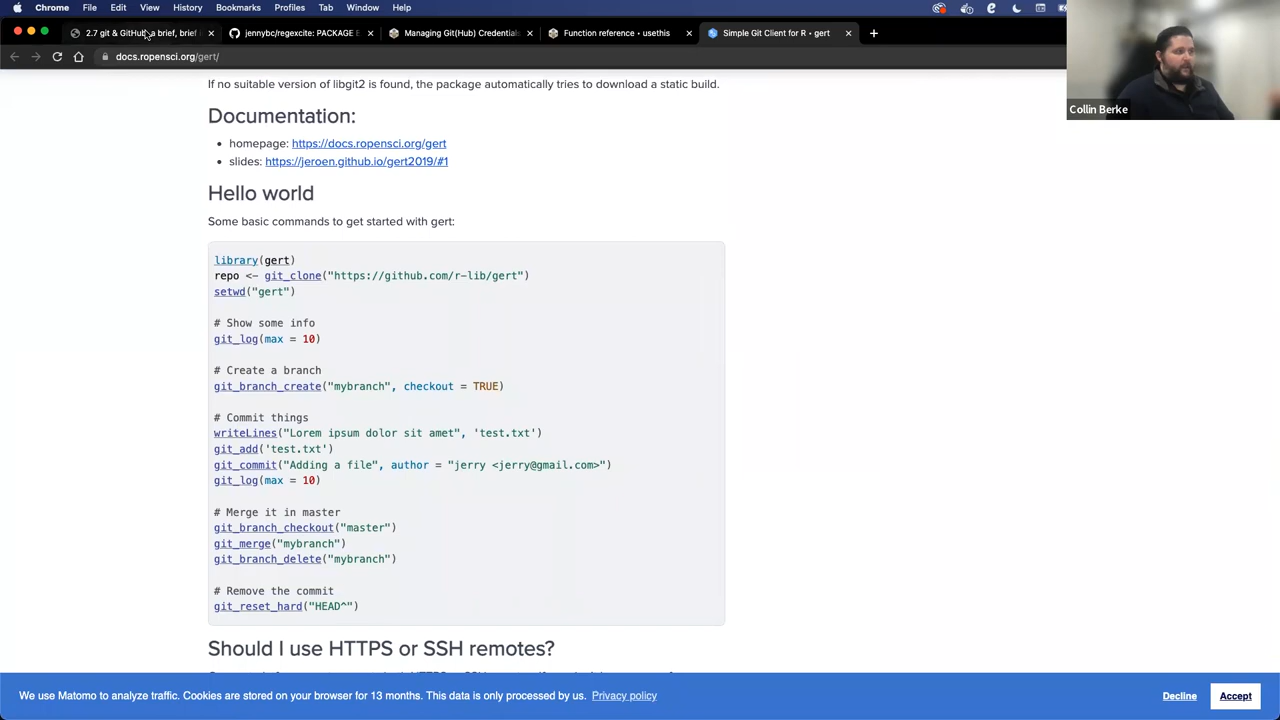 Chrome File Edit View History Bookmarks Profiles Tab Window Help
2.7 git & GitHub: a brief, brief
jennybc/regexcite: PACKAGE E
Managing Git(Hub) Credentials
Function reference • usethis
Simple Git Client for R • gert
docs.ropensci.org/gert/
Collin Berke
If no suitable version of libgit2 is found, the package automatically tries to download a static build.
Documentation:
homepage: https://docs.ropensci.org/gert
slides: https://jeroen.github.io/gert2019/#1
Hello world
Some basic commands to get started with gert:
library(gert)
repo <- git_clone("https://github.com/r-lib/gert")
setwd("gert")
# Show some info
git_log(max = 10)
# Create a branch
git_branch_create("mybranch", checkout = TRUE)
# Commit things
writeLines("Lorem ipsum dolor sit amet", 'test.txt')
git_add('test.txt')
git_commit("Adding a file", author = "jerry <jerry@gmail.com>")
git_log(max = 10)
# Merge it in master
git_branch_checkout("master")
git_merge("mybranch")
git_branch_delete("mybranch")
# Remove the commit
git_reset_hard("HEAD^")
Should I use HTTPS or SSH remotes?
We use Matomo to analyze traffic. Cookies are stored on your browser for 13 months. This data is only processed by us. Privacy policy
Decline
Accept